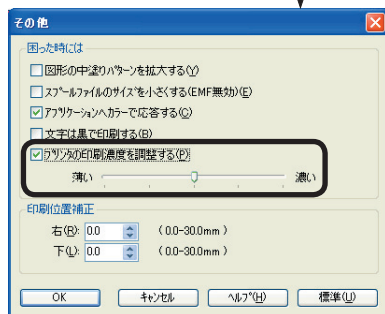 その他
困った時には
図形の中塗りパターンを拡大する(Y)
スプールファイルのサイズを小さくする(EMF無効)(E)
アプリケーションへカラーで応答する(C)
文字は黒で印刷する(B)
プリンタの印刷濃度を調整する(P)
薄い 濃い
印刷位置補正
右(R): 0.0 (0.0-30.0mm)
下(L): 0.0 (0.0-30.0mm)
OK キャンセル ヘルプ(H) 標準(U)